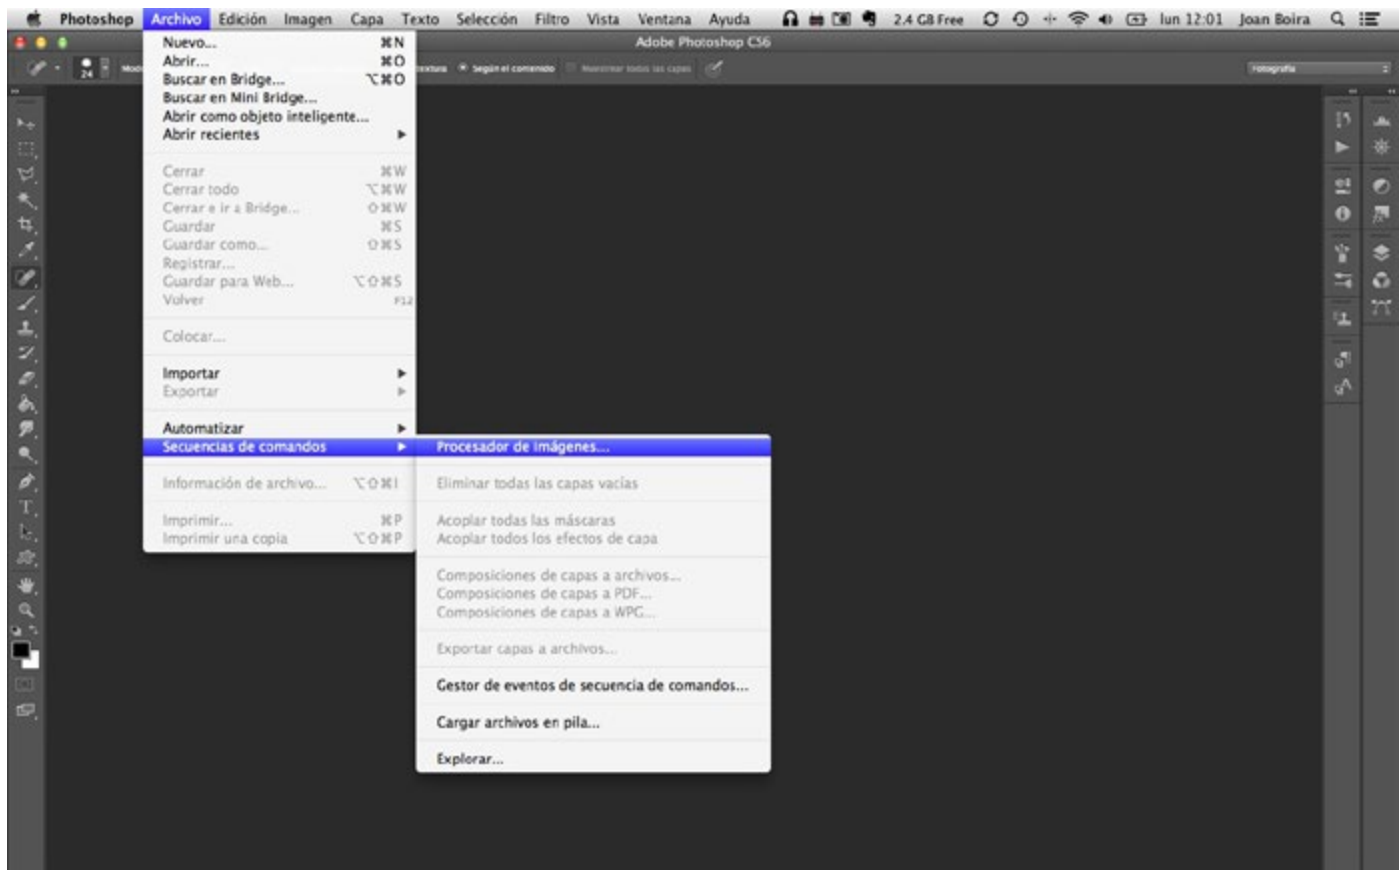 Photoshop Archivo Edición Imagen Capa Texto Selección Filtro Vista Ventana Ayuda 2.4 GB Free lun 12:01 Joan Boira
Adobe Photoshop CS6
24 Según el contenido Fotografía
Nuevo... ⌘N
Abrir... ⌘O
Buscar en Bridge... ⌥⌘O
Buscar en Mini Bridge...
Abrir como objeto inteligente...
Abrir recientes
Cerrar ⌘W
Cerrar todo ⌥⌘W
Cerrar e ir a Bridge... ⇧⌘W
Guardar ⌘S
Guardar como... ⇧⌘S
Registrar...
Guardar para Web... ⌥⇧⌘S
Volver F12
Colocar...
Importar
Exportar
Automatizar
Secuencias de comandos
Información de archivo... ⌥⇧⌘I
Imprimir... ⌘P
Imprimir una copia ⌥⇧⌘P
Procesador de imágenes...
Eliminar todas las capas vacías
Acoplar todas las máscaras
Acoplar todos los efectos de capa
Composiciones de capas a archivos...
Composiciones de capas a PDF...
Composiciones de capas a WPG...
Exportar capas a archivos...
Gestor de eventos de secuencia de comandos...
Cargar archivos en pila...
Explorar...